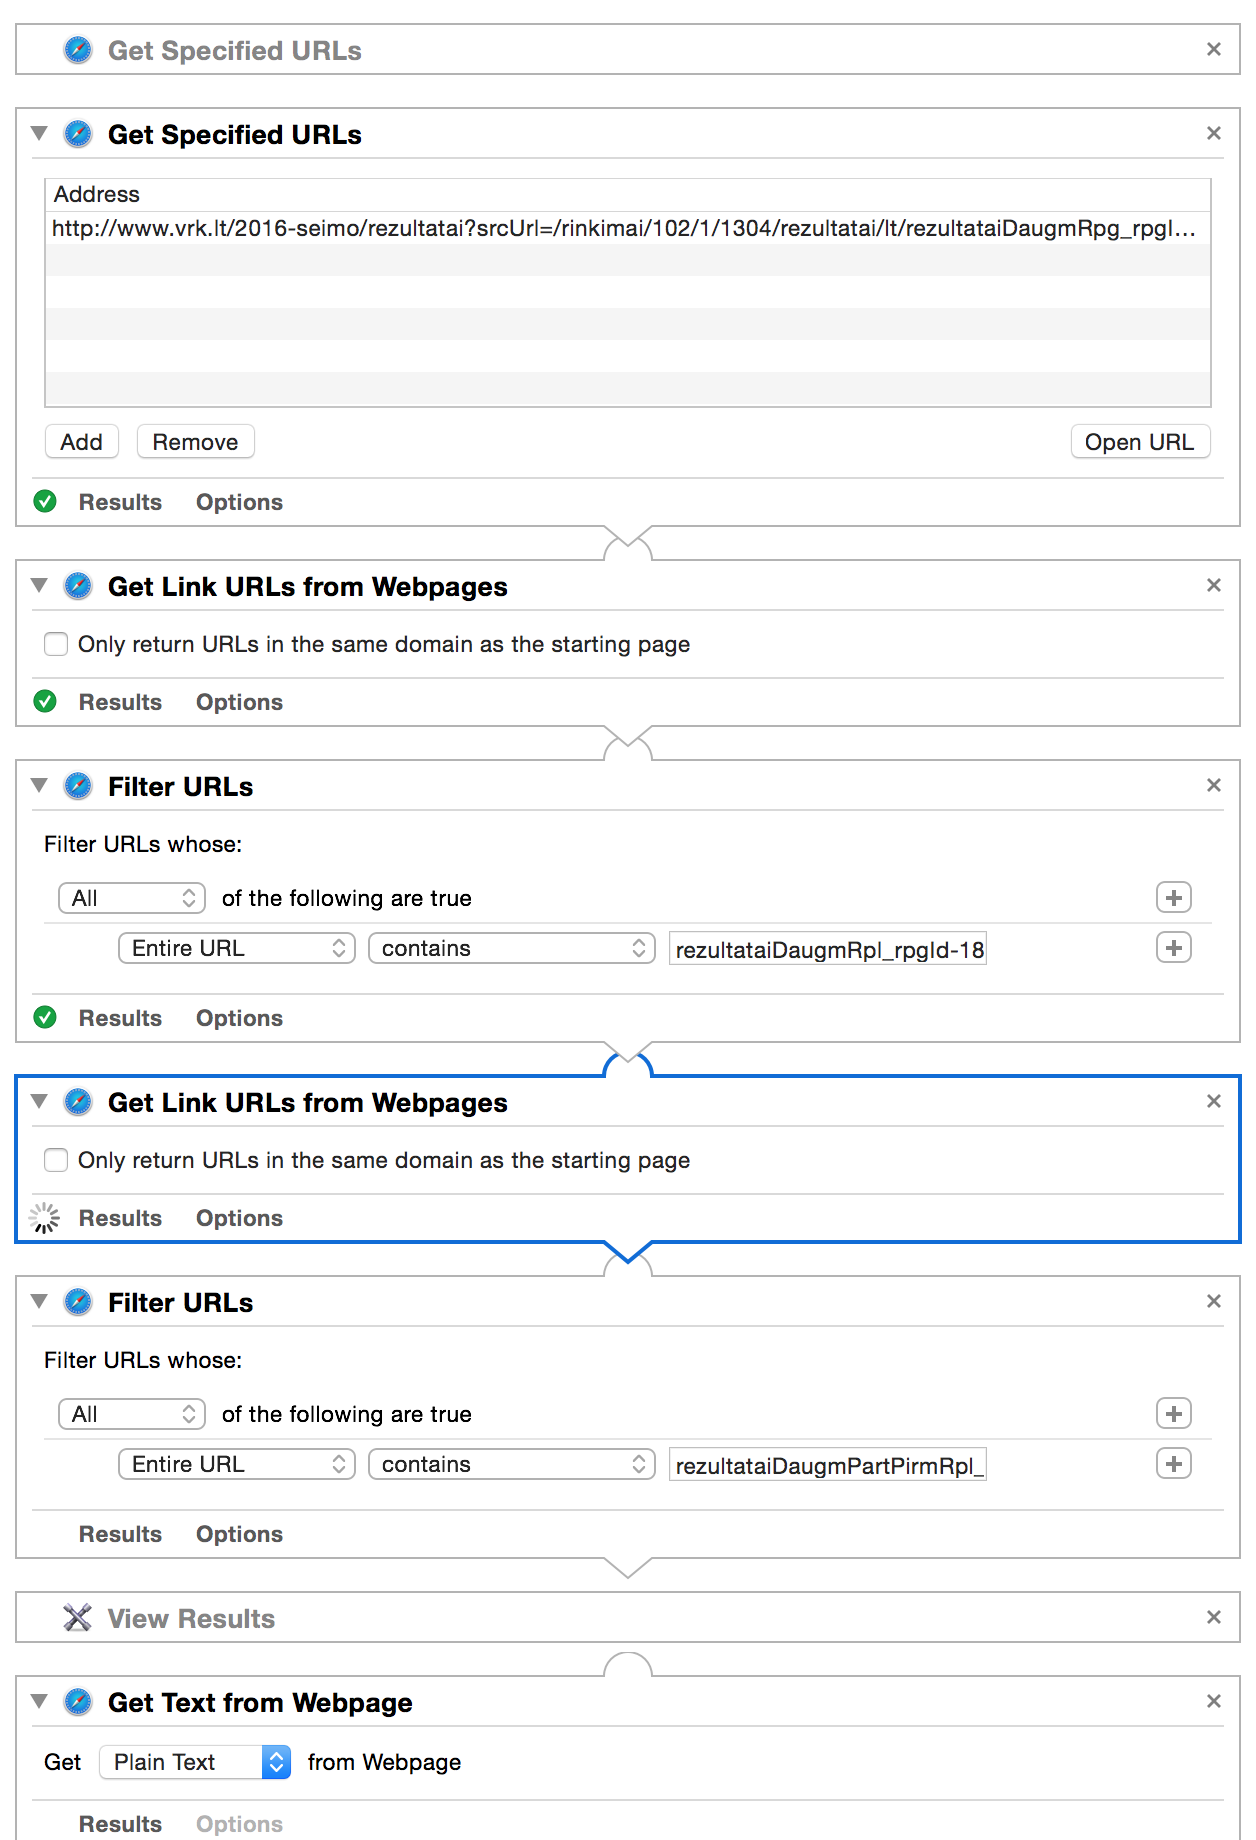 Get Specified URLs
Get Specified URLs
Address
http://www.vrk.lt/2016-seimo/rezultatai?srcUrl=/rinkimai/102/1/1304/rezultatai/lt/rezultataiDaugmRpg_rpgI...
Add Remove Open URL
Results Options
Get Link URLs from Webpages
Only return URLs in the same domain as the starting page
Results Options
Filter URLs
Filter URLs whose:
All of the following are true
Entire URL contains rezultataiDaugmRpl_rpgId-18
Results Options
Get Link URLs from Webpages
Only return URLs in the same domain as the starting page
Results Options
Filter URLs
Filter URLs whose:
All of the following are true
Entire URL contains rezultataiDaugmPartPirmRpl_
Results Options
View Results
Get Text from Webpage
Get Plain Text from Webpage
Results Options